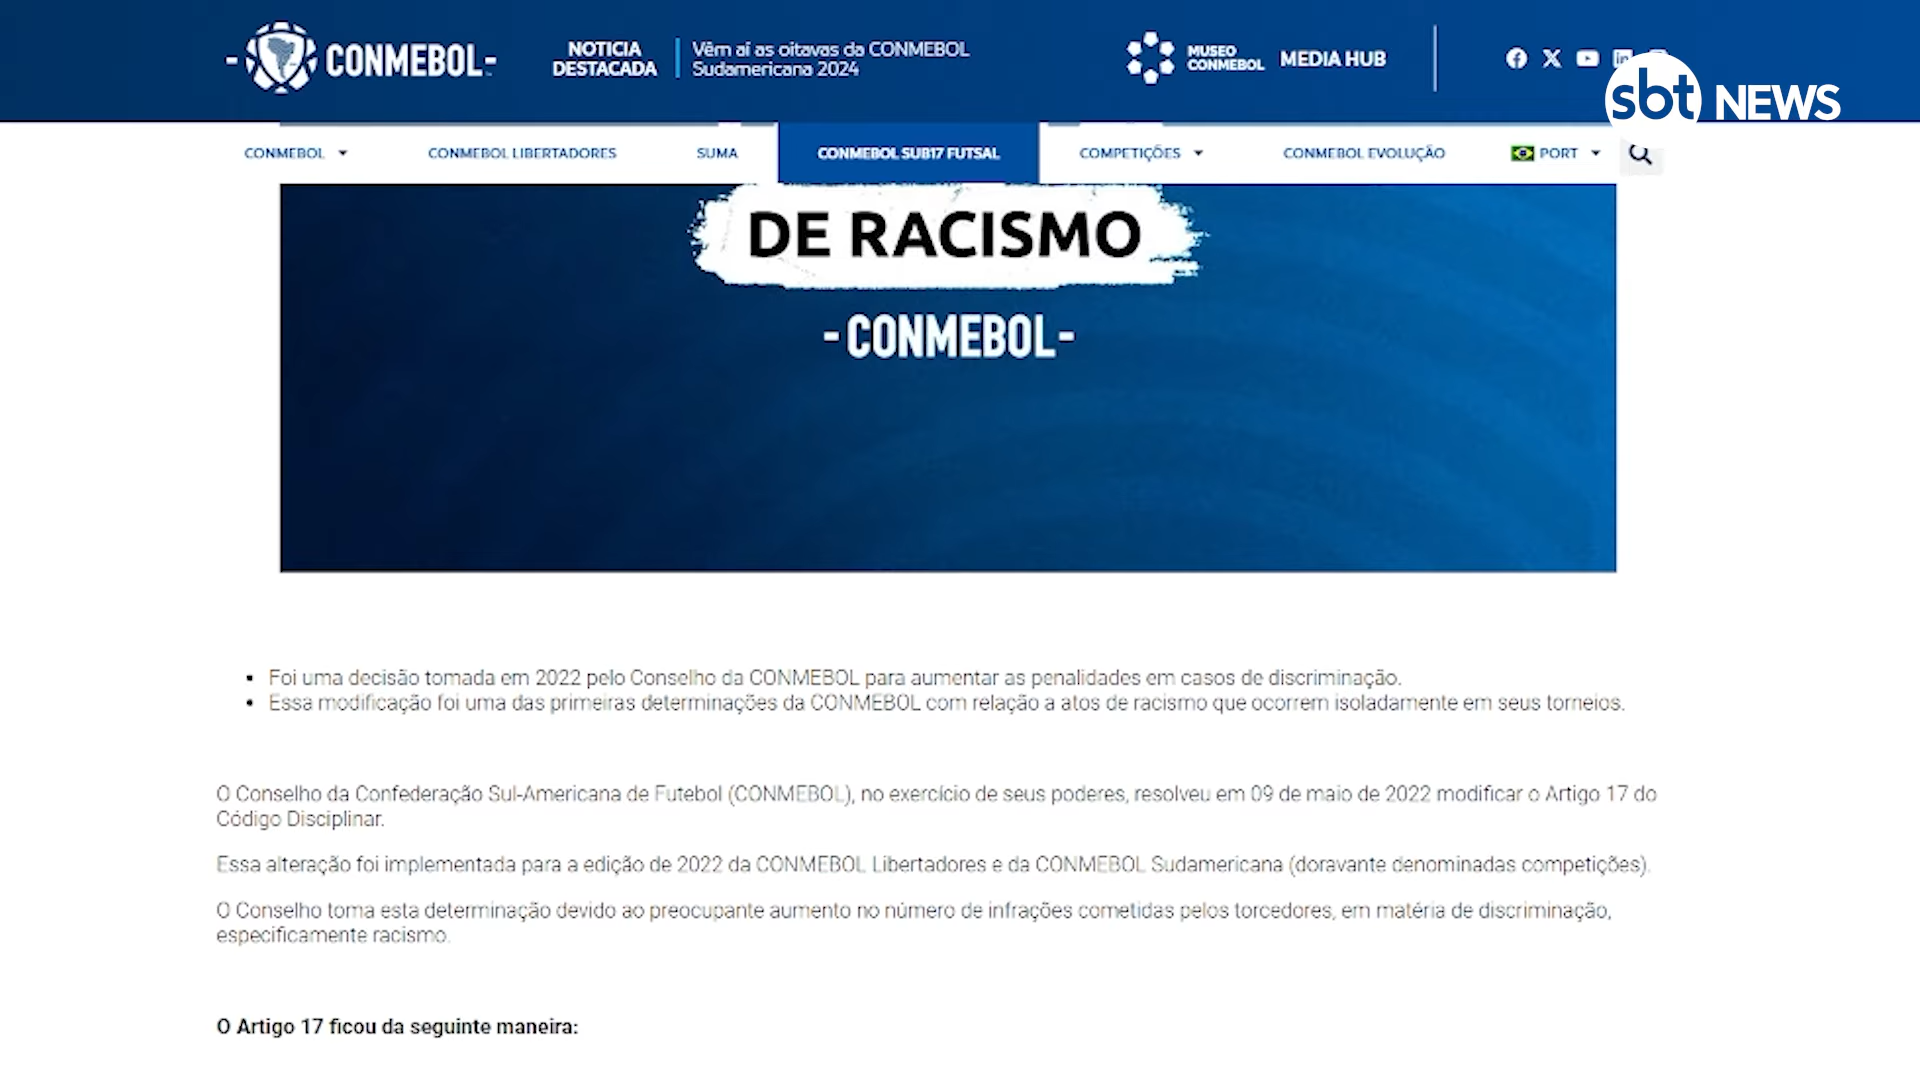 -CONMEBOL-
NOTICIA
DESTACADA
Vêm aí as oitavas da CONMEBOL
Sudamericana 2024
MUSEO
CONMEBOL
MEDIA HUB
sbt NEWS
CONMEBOL
CONMEBOL LIBERTADORES
SUMA
CONMEBOL SUB17 FUTSAL
COMPETIÇÕES
CONMEBOL EVOLUÇÃO
PORT
DE RACISMO
-CONMEBOL-
• Foi uma decisão tomada em 2022 pelo Conselho da CONMEBOL para aumentar as penalidades em casos de discriminação.
• Essa modificação foi uma das primeiras determinações da CONMEBOL com relação a atos de racismo que ocorrem isoladamente em seus torneios.
O Conselho da Confederação Sul-Americana de Futebol (CONMEBOL), no exercício de seus poderes, resolveu em 09 de maio de 2022 modificar o Artigo 17 do
Código Disciplinar.
Essa alteração foi implementada para a edição de 2022 da CONMEBOL Libertadores e da CONMEBOL Sudamericana (doravante denominadas competições).
O Conselho toma esta determinação devido ao preocupante aumento no número de infrações cometidas pelos torcedores, em matéria de discriminação,
especificamente racismo.
O Artigo 17 ficou da seguinte maneira: